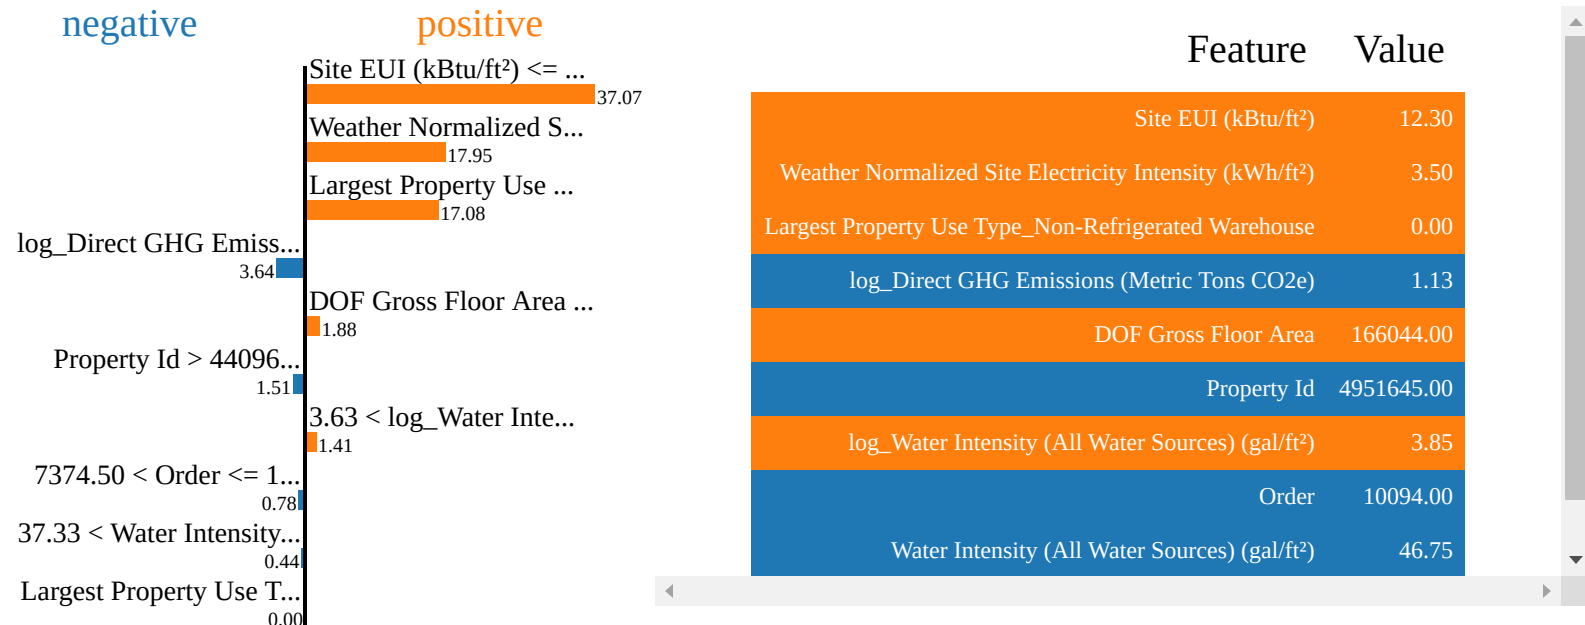 negative
positive
Site EUI (kBtu/ft²) <= ...
37.07
Weather Normalized S...
17.95
Largest Property Use ...
17.08
log_Direct GHG Emiss...
3.64
DOF Gross Floor Area ...
1.88
Property Id > 44096...
1.51
3.63 < log_Water Inte...
1.41
7374.50 < Order <= 1...
0.78
37.33 < Water Intensity...
0.44
Largest Property Use T...
0.00
Feature Value
Site EUI (kBtu/ft²) 12.30
Weather Normalized Site Electricity Intensity (kWh/ft²) 3.50
Largest Property Use Type_Non-Refrigerated Warehouse 0.00
log_Direct GHG Emissions (Metric Tons CO2e) 1.13
DOF Gross Floor Area 166044.00
Property Id 4951645.00
log_Water Intensity (All Water Sources) (gal/ft²) 3.85
Order 10094.00
Water Intensity (All Water Sources) (gal/ft²) 46.75